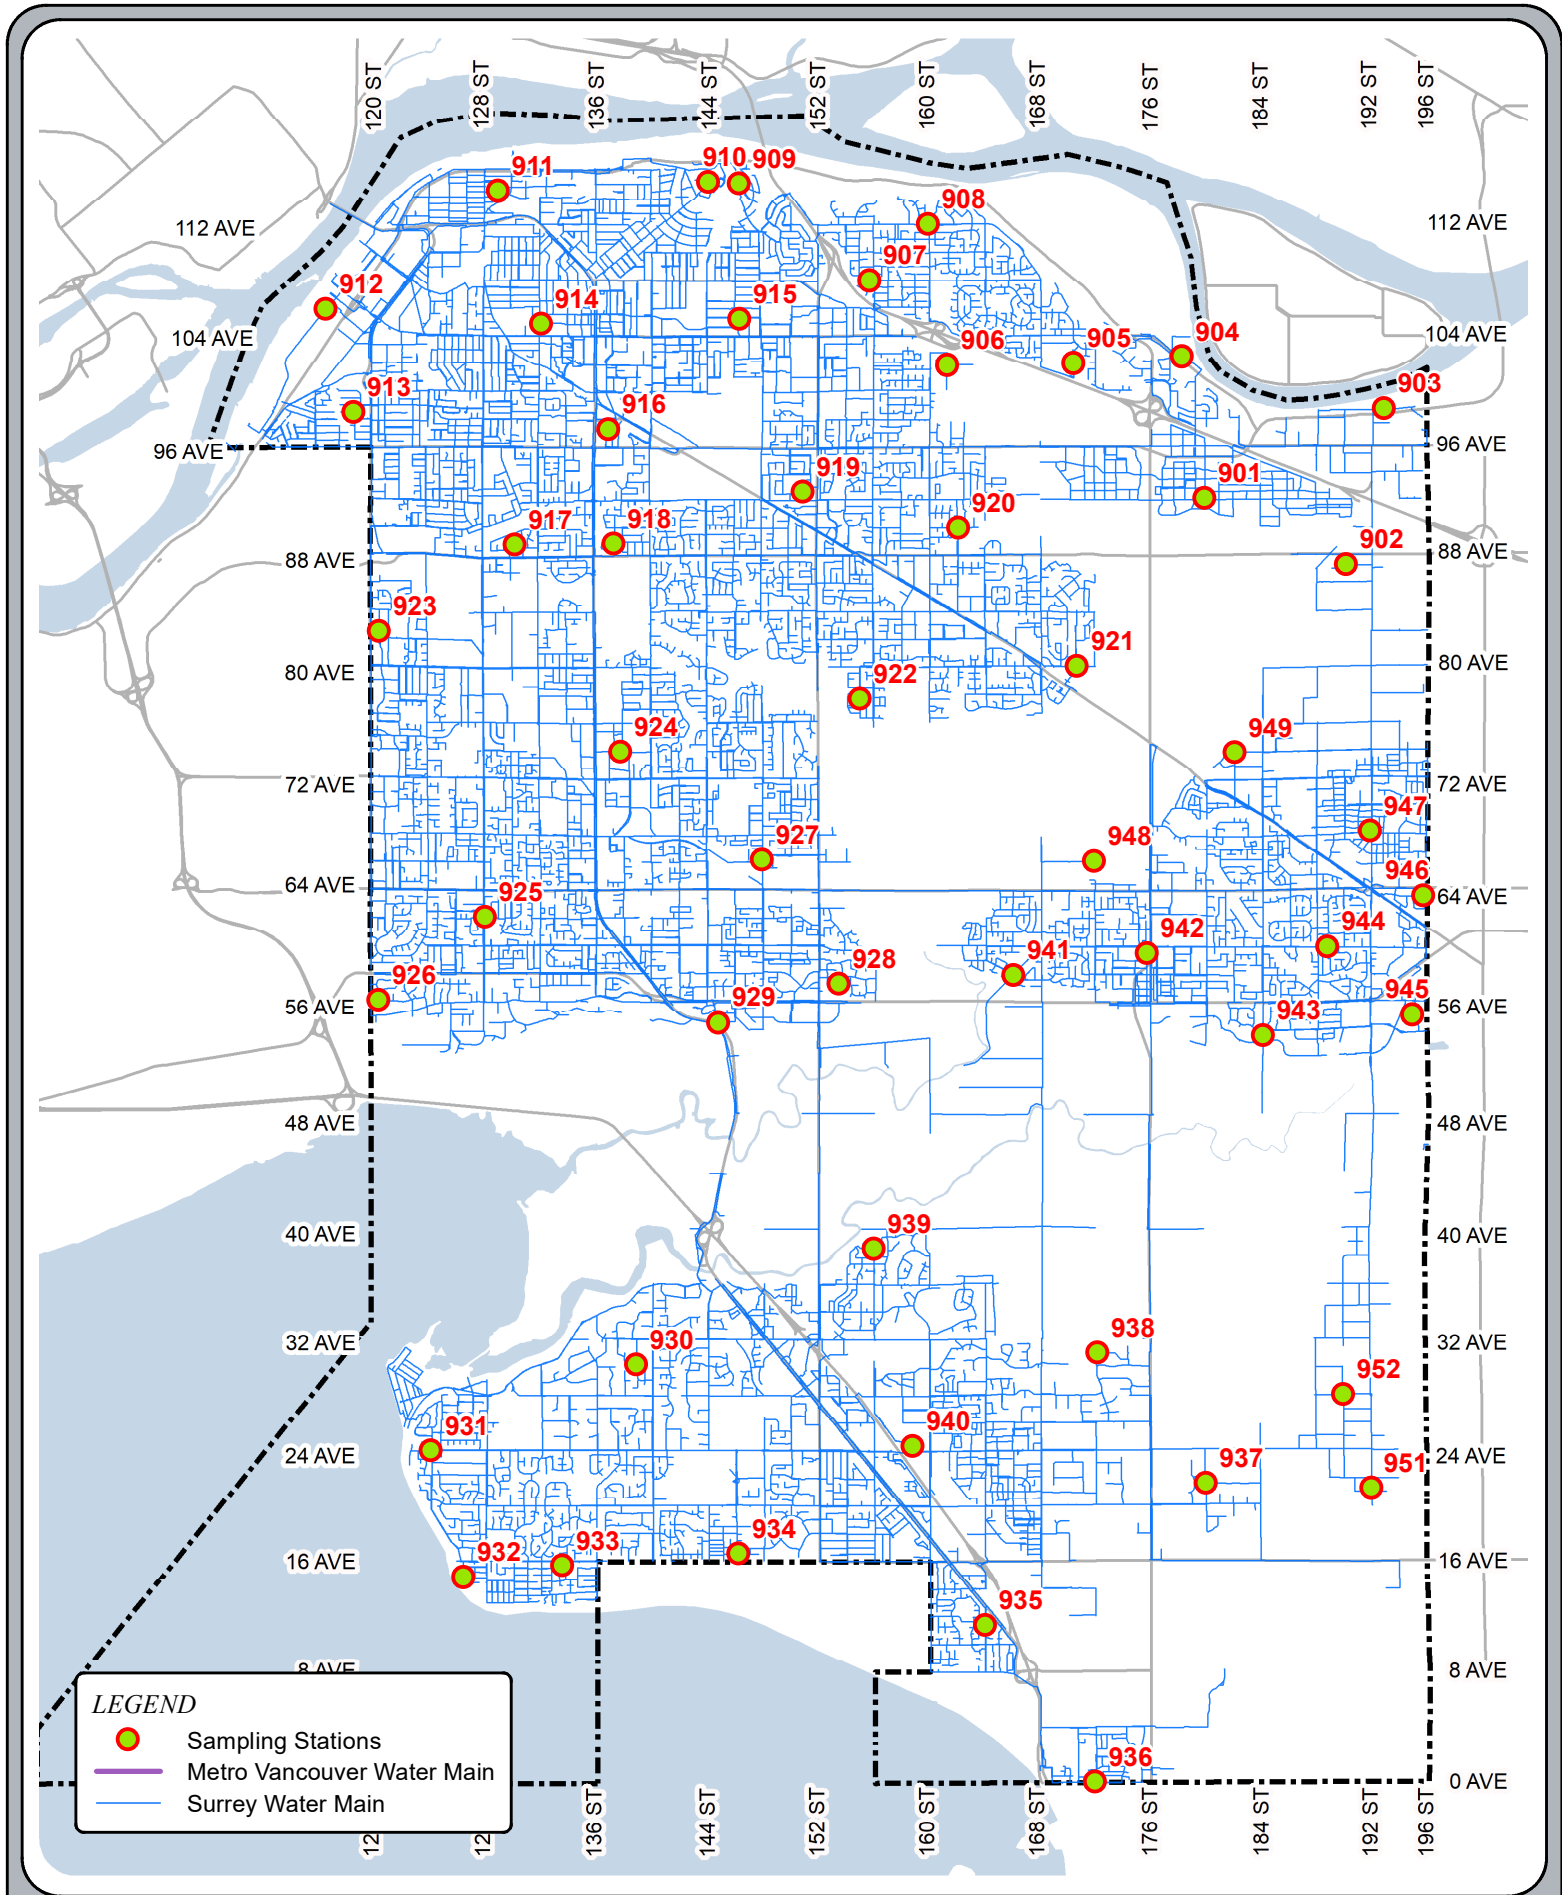 120 ST
128 ST
136 ST
144 ST
152 ST
160 ST
168 ST
176 ST
184 ST
192 ST
196 ST
910 909
911
908
112 AVE
112 AVE
907
912
914
915
104 AVE
906
905
904
104 AVE
903
913
916
96 AVE
96 AVE
919
901
920
917
918
902
88 AVE
88 AVE
923
921
80 AVE
80 AVE
922
924
949
72 AVE
72 AVE
947
927
948
946
64 AVE
64 AVE
925
944
942
941
928
926
945
929
943
56 AVE
56 AVE
48 AVE
48 AVE
939
40 AVE
40 AVE
938
32 AVE
32 AVE
930
952
931
940
24 AVE
937
24 AVE
951
934
933
932
16 AVE
16 AVE
935
8 AVE
8 AVE
LEGEND
Sampling Stations
Metro Vancouver Water Main
Surrey Water Main
936
0 AVE
12
12
136 ST
144 ST
152 ST
160 ST
168 ST
176 ST
184 ST
192 ST
196 ST